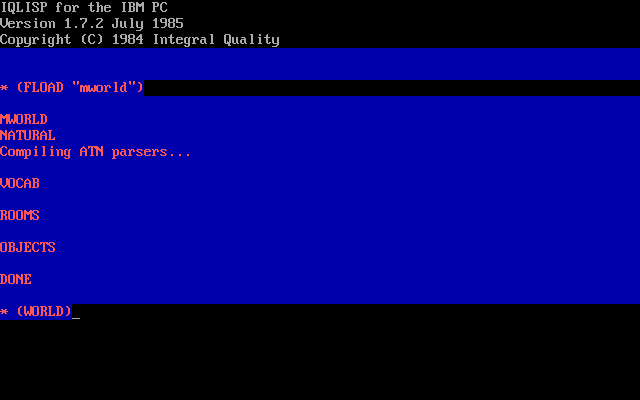 IQLISP for the IBM PC
Version 1.7.2 July 1985
Copyright (C) 1984 Integral Quality
* (FLOAD "mworld")
MWORLD
NATURAL
Compiling ATN parsers...
VOCAB
ROOMS
OBJECTS
DONE
* (WORLD)_